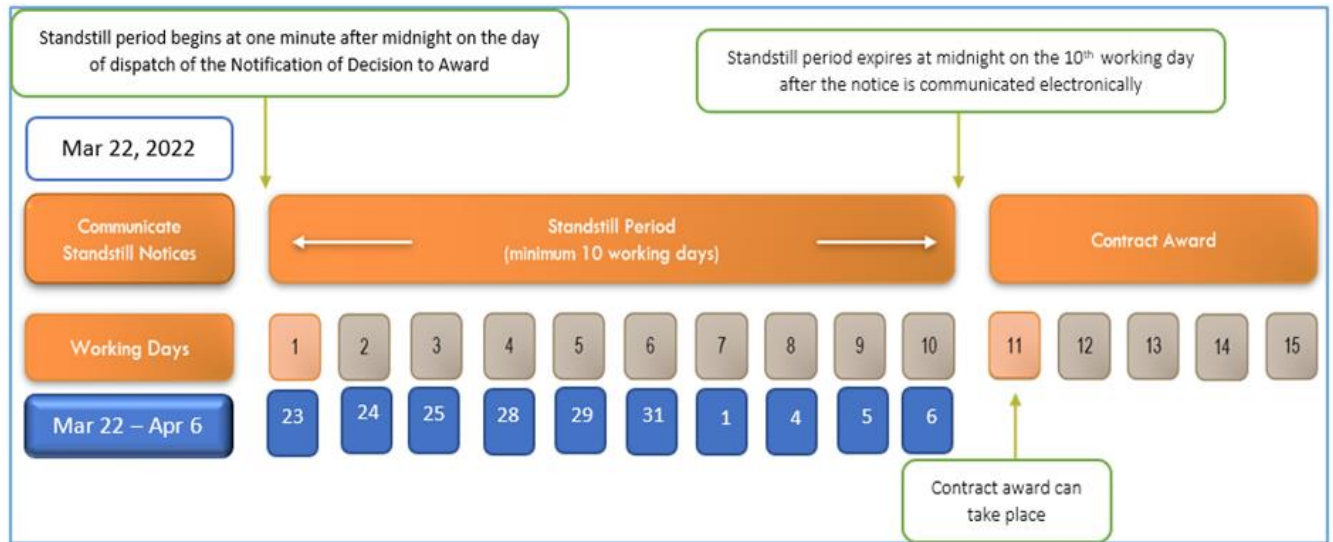 Standstill period begins at one minute after midnight on the day
of dispatch of the Notification of Decision to Award
Standstill period expires at midnight on the 10th working day
after the notice is communicated electronically
Mar 22, 2022
Communicate
Standstill Notices
Standstill Period
(minimum 10 working days)
Contract Award
Working Days
1 2 3 4 5 6 7 8 9 10 11 12 13 14 15
Mar 22 – Apr 6
23 24 25 28 29 31 1 4 5 6
Contract award can
take place